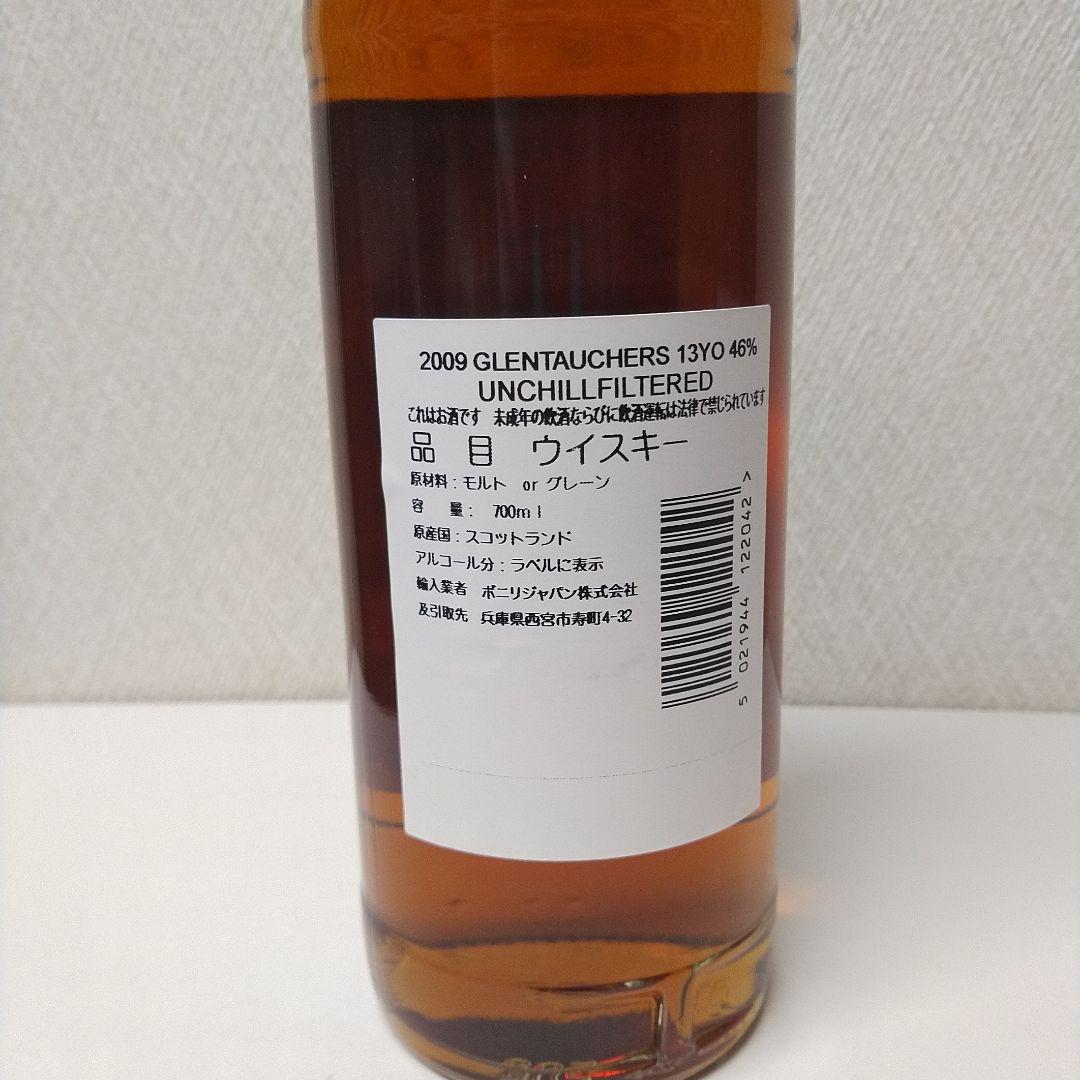 2009 GLENTAUCHERS 13YO 46%
UNCHILLFILTERED
これはお酒です 未成年の飲酒ならびに飲酒運転は法律で禁じられています
品 目 ウイスキー
原材料：モルト or グレーン
容 量： 700ml
原産国：スコットランド
アルコール分：ラベルに表示
輸入業者 ボニリジャパン株式会社
及引取先 兵庫県西宮市寿町4-32
5 021944 122042 >